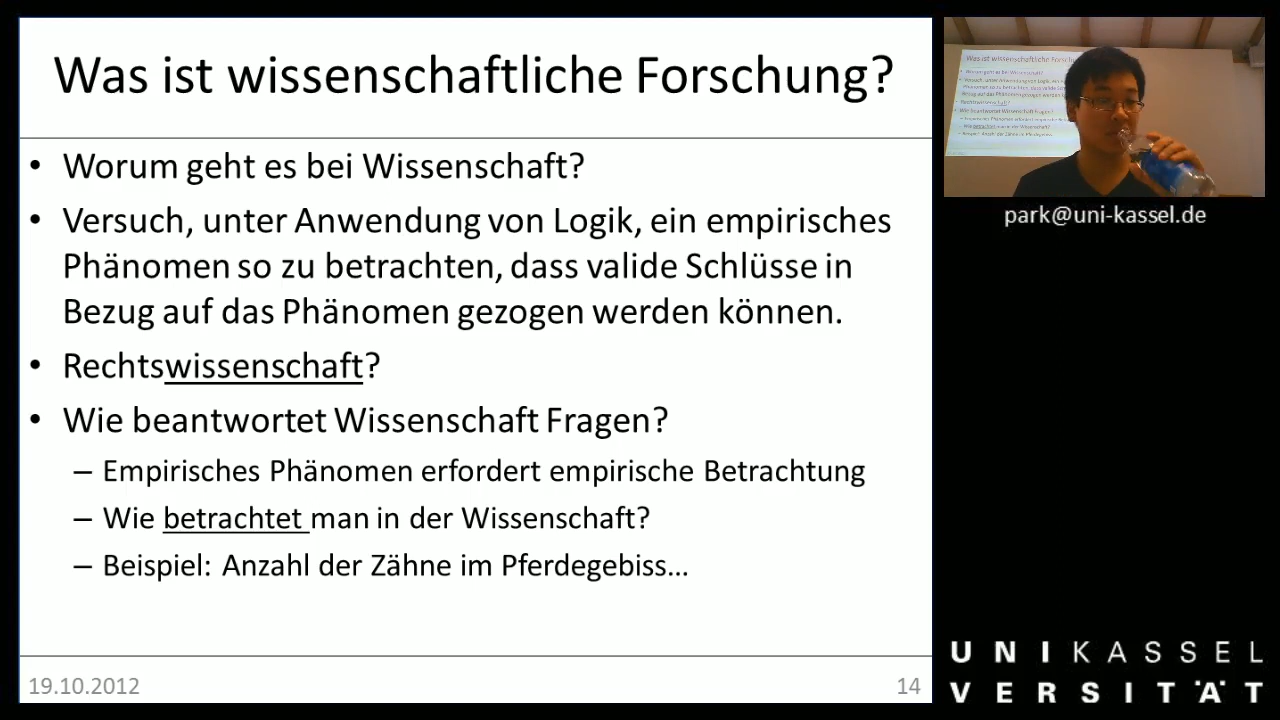 Was ist wissenschaftliche Forschung?
• Worum geht es bei Wissenschaft?
• Versuch, unter Anwendung von Logik, ein empirisches
Phänomen so zu betrachten, dass valide Schlüsse in
Bezug auf das Phänomen gezogen werden können.
• Rechtswissenschaft?
• Wie beantwortet Wissenschaft Fragen?
– Empirisches Phänomen erfordert empirische Betrachtung
– Wie betrachtet man in der Wissenschaft?
– Beispiel: Anzahl der Zähne im Pferdegebiss...
19.10.2012
14
park@uni-kassel.de
UNIKASSEL
VERSITÄT